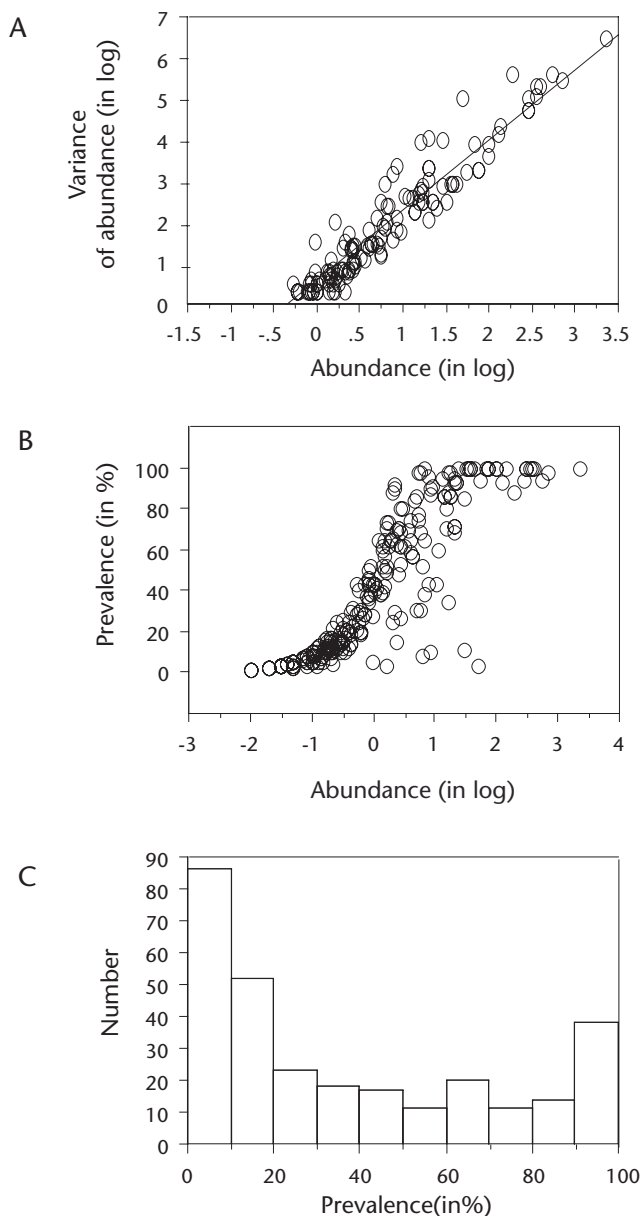 A
Variance
of abundance (in log)
7
6
5
4
3
2
1
0
-1.5 -1 -.5 0 .5 1 1.5 2 2.5 3 3.5
Abundance (in log)
B
Prevalence (in %)
100
80
60
40
20
0
-3 -2 -1 0 1 2 3 4
Abundance (in log)
C
Number
90
80
70
60
50
40
30
20
10
0
0 20 40 60 80 100
Prevalence(in%)